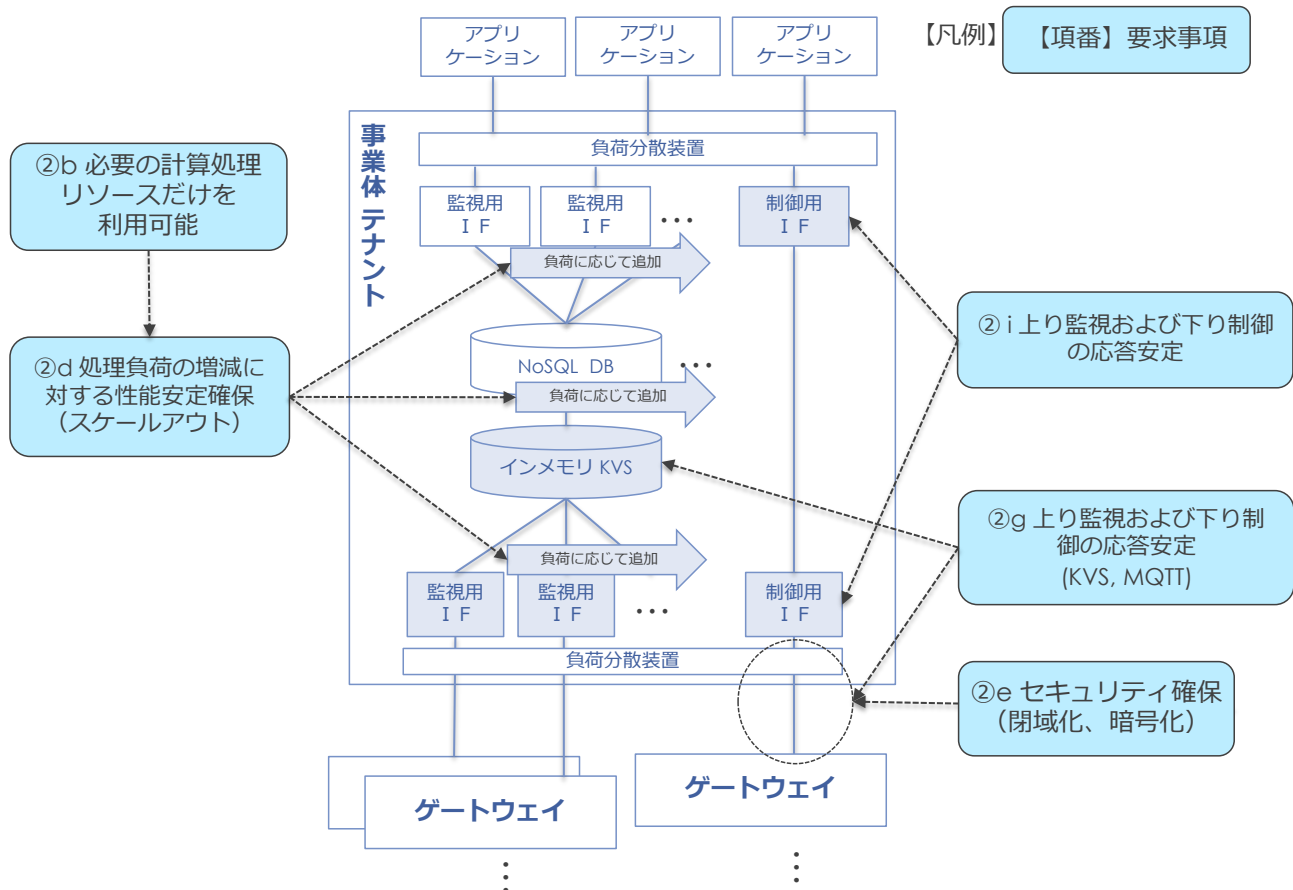 アプリ
ケーション
アプリ
ケーション
アプリ
ケーション
【凡例】
【項番】要求事項
事業体 テナント
負荷分散装置
②b 必要の計算処理
リソースだけを
利用可能
監視用
ＩＦ
監視用
ＩＦ
…
制御用
ＩＦ
負荷に応じて追加
②d 処理負荷の増減に
対する性能安定確保
（スケールアウト）
②ｉ上り監視および下り制御
の応答安定
NoSQL DB
…
負荷に応じて追加
インメモリ KVS
②g 上り監視および下り制
御の応答安定
(KVS, MQTT)
負荷に応じて追加
監視用
ＩＦ
監視用
ＩＦ
…
制御用
ＩＦ
負荷分散装置
②e セキュリティ確保
（閉域化、暗号化）
ゲートウェイ
ゲートウェイ
⋮
⋮